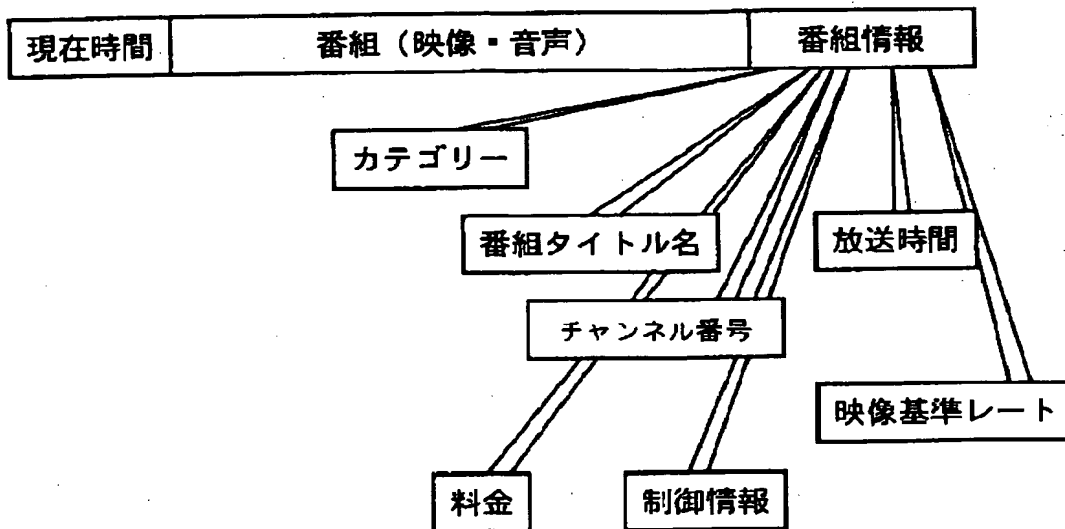 現在時間
番組(映像・音声)
番組情報
カテゴリー
番組タイトル名
放送時間
チャンネル番号
映像基準レート
料金
制御情報